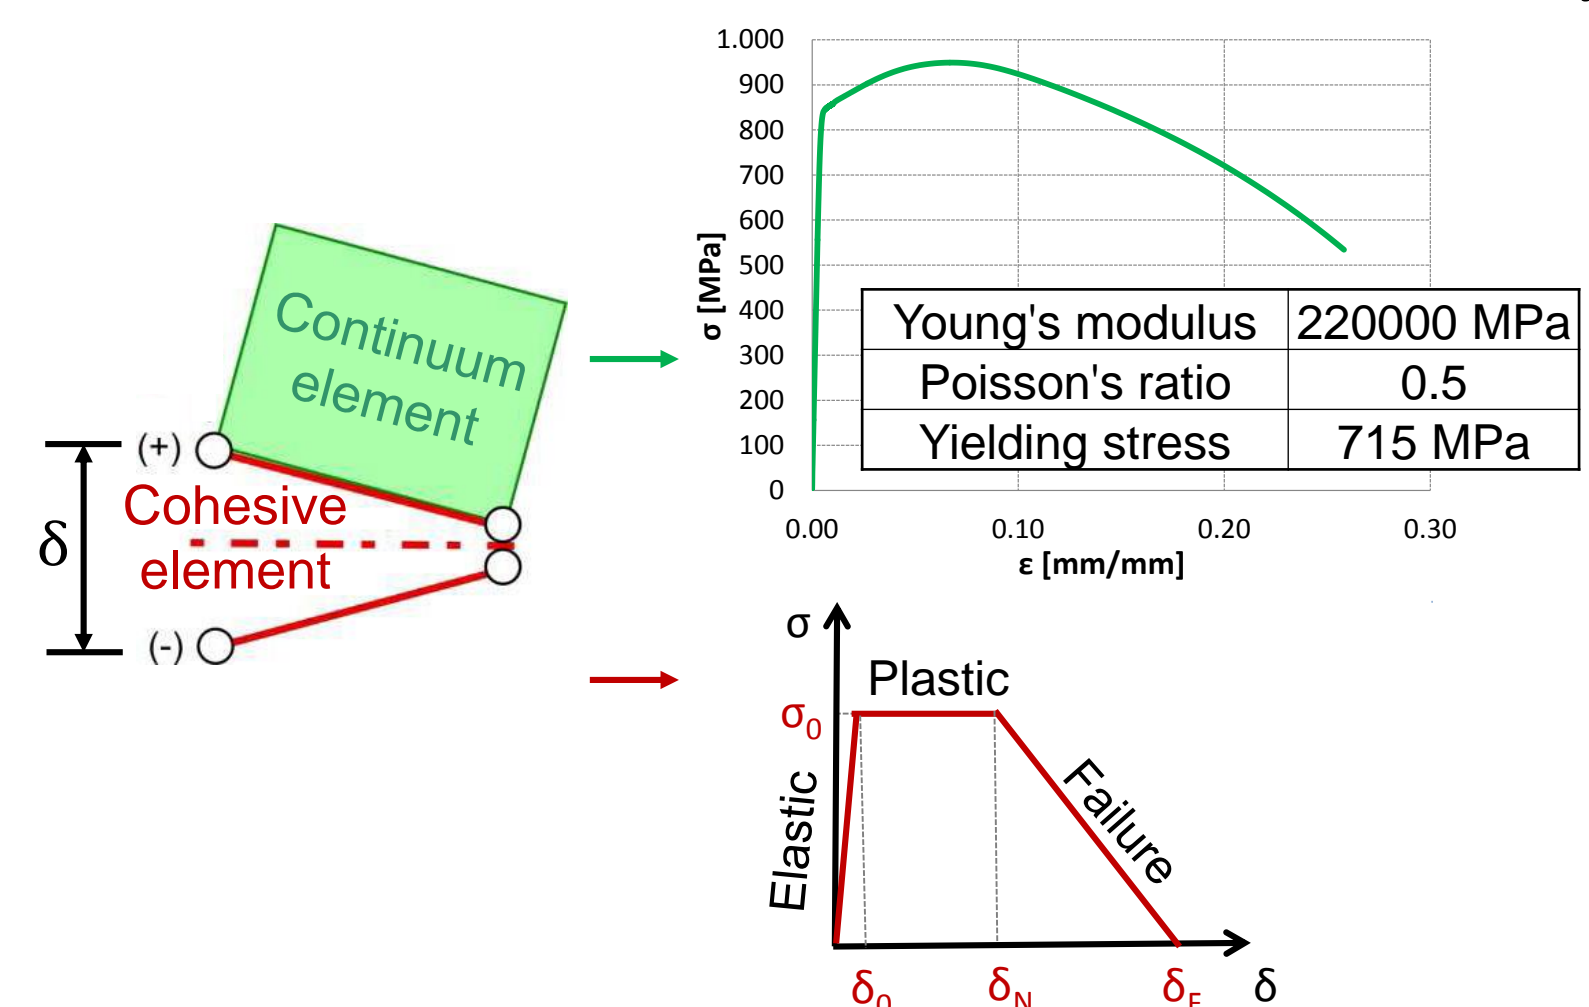 Continuum
element
(+)
Cohesive
δ
element
(-)
1.000
900
800
700
600
500
400
300
200
100
0
σ [MPa]
Young's modulus 220000 MPa
Poisson's ratio 0.5
Yielding stress 715 MPa
0.00 0.10 0.20 0.30
ε [mm/mm]
σ
Plastic
σ0
Elastic
Failure
δ0 δN δF δ